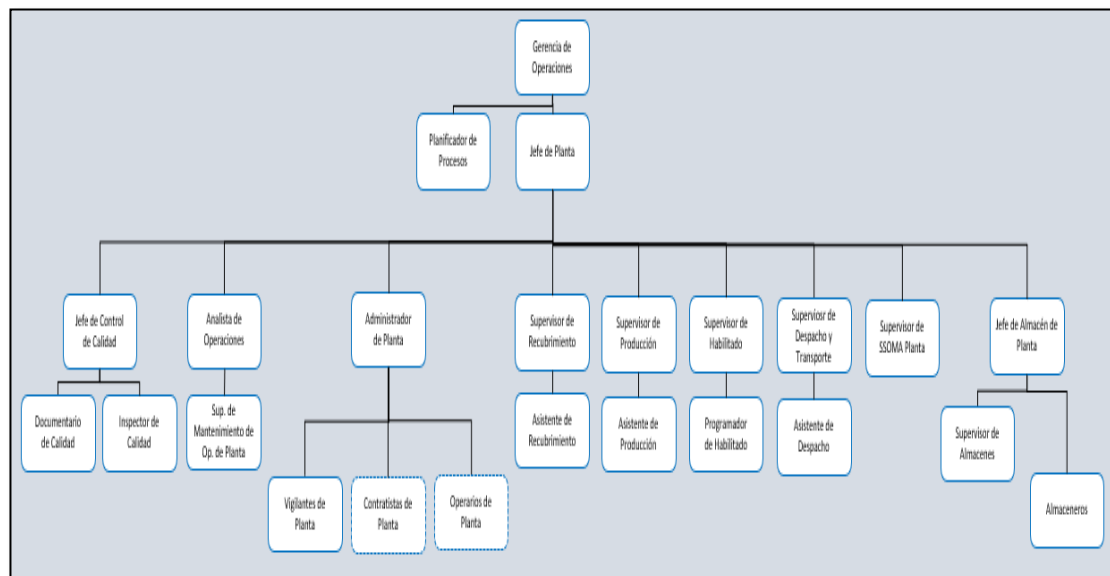 Gerencia de
Operaciones
Planificador de
Procesos
Jefe de Planta
Jefe de Control
de Calidad
Analista de
Operaciones
Administrador
de Planta
Supervisor de
Recubrimiento
Supervisor de
Producción
Supervisor de
Habilitado
Supervisor de
Despacho y
Transporte
Supervisor de
SSOMA Planta
Jefe de Almacén de
Planta
Documentario
de Calidad
Inspector de
Calidad
Sup. de
Mantenimiento de
Op. de Planta
Asistente de
Recubrimiento
Asistente de
Producción
Programador
de Habilitado
Asistente de
Despacho
Supervisor de
Almacenes
Vigilantes de
Planta
Contratistas de
Planta
Operarios de
Planta
Almaceneros